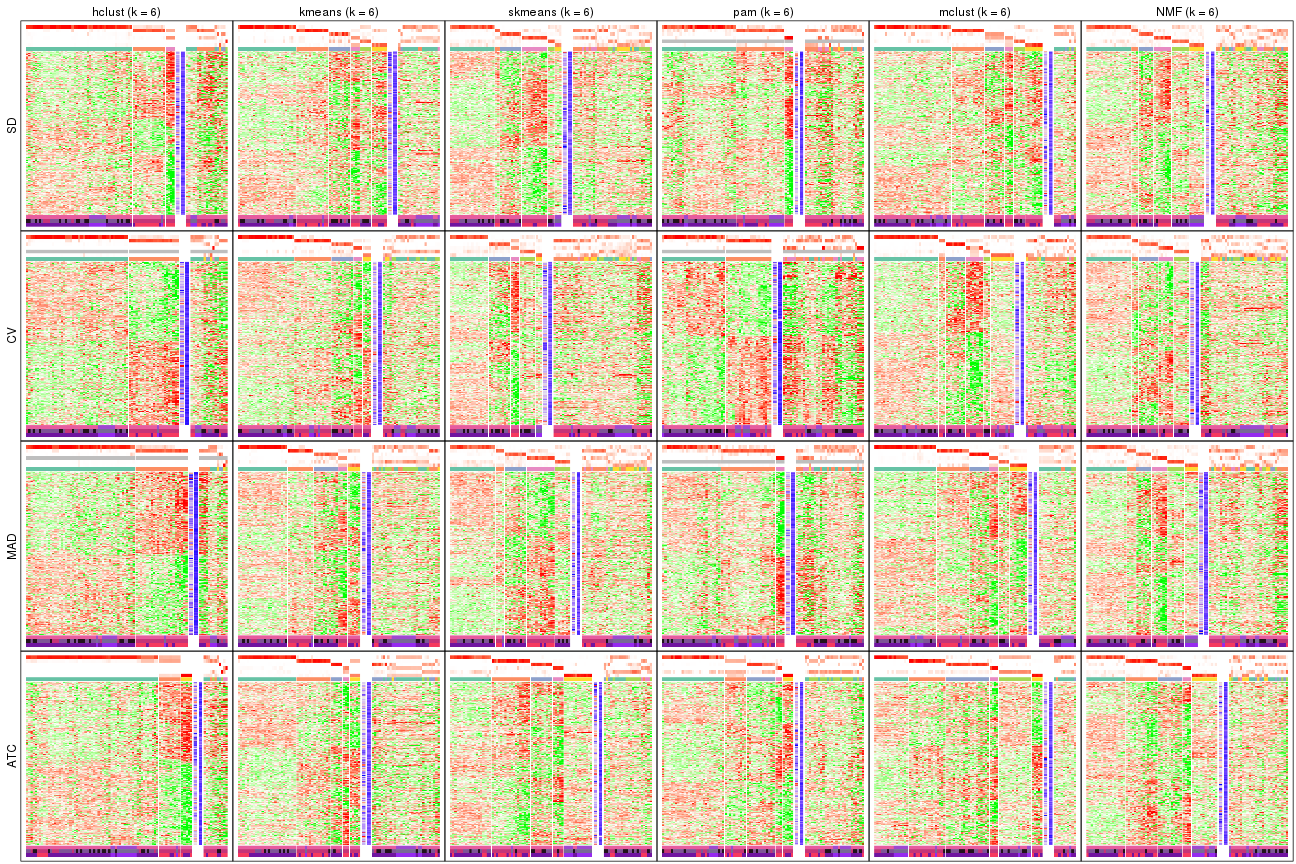 hclust (k = 6) kmeans (k = 6) skmeans (k = 6) pam (k = 6) mclust (k = 6) NMF (k = 6)
SD
CV
MAD
ATC